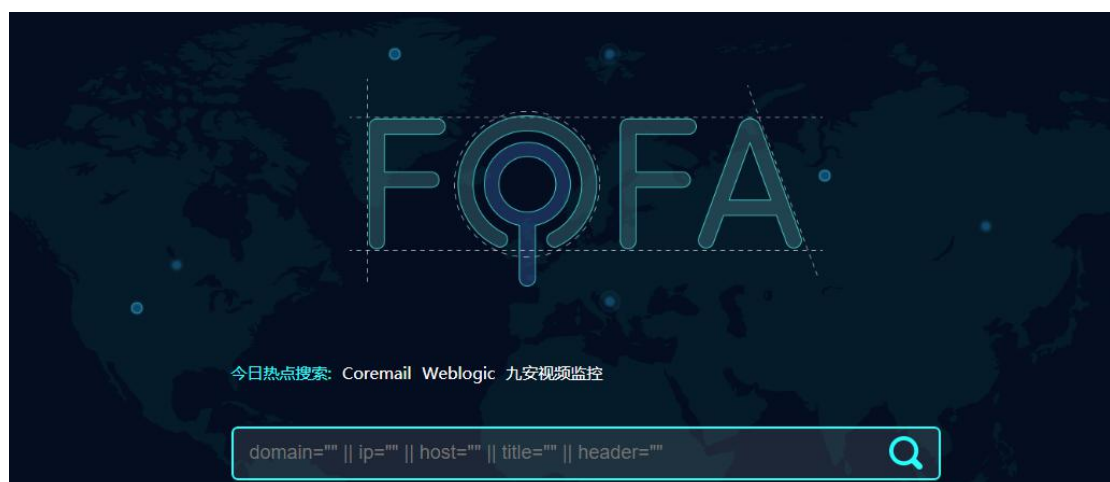 FOFA
今日热点搜索: Coremail Weblogic 九安视频监控
domain="" || ip="" || host="" || title="" || header=""